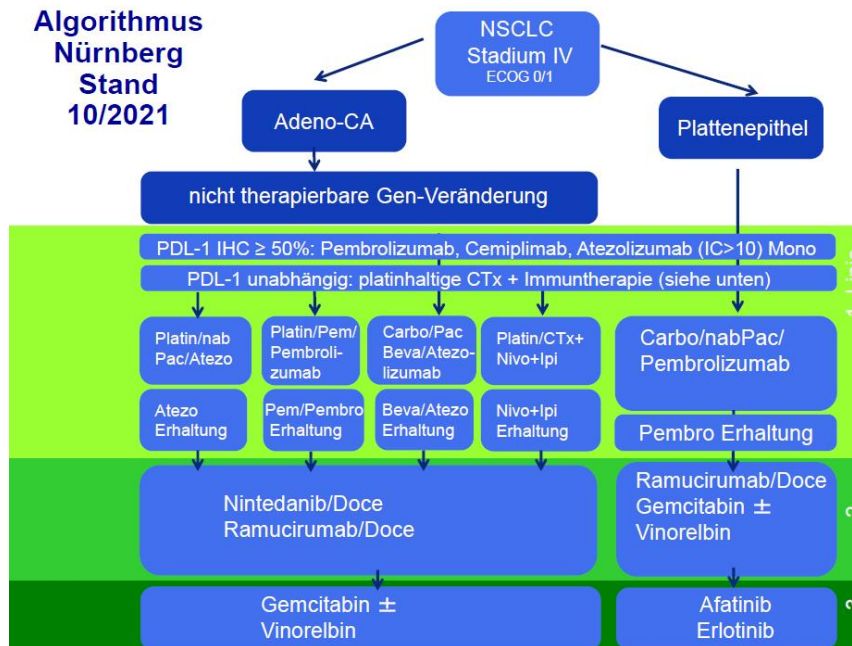 Algorithmus
Nürnberg
Stand
10/2021
NSCLC
Stadium IV
ECOG 0/1
Adeno-CA
Plattenepithel
nicht therapierbare Gen-Veränderung
PDL-1 IHC ≥ 50%: Pembrolizumab, Cemiplimab, Atezolizumab (IC>10) Mono
PDL-1 unabhängig: platinhaltige CTx + Immuntherapie (siehe unten)
Platin/nab
Pac/Atezo
Platin/Pem/
Pembroli-
zumab
Carbo/Pac
Beva/Atezo-
lizumab
Platin/CTx+
Nivo+Ipi
Carbo/nabPac/
Pembrolizumab
Atezo
Erhaltung
Pem/Pembro
Erhaltung
Beva/Atezo
Erhaltung
Nivo+Ipi
Erhaltung
Pembro Erhaltung
Nintedanib/Doce
Ramucirumab/Doce
Ramucirumab/Doce
Gemcitabin ±
Vinorelbin
Gemcitabin ±
Vinorelbin
Afatinib
Erlotinib